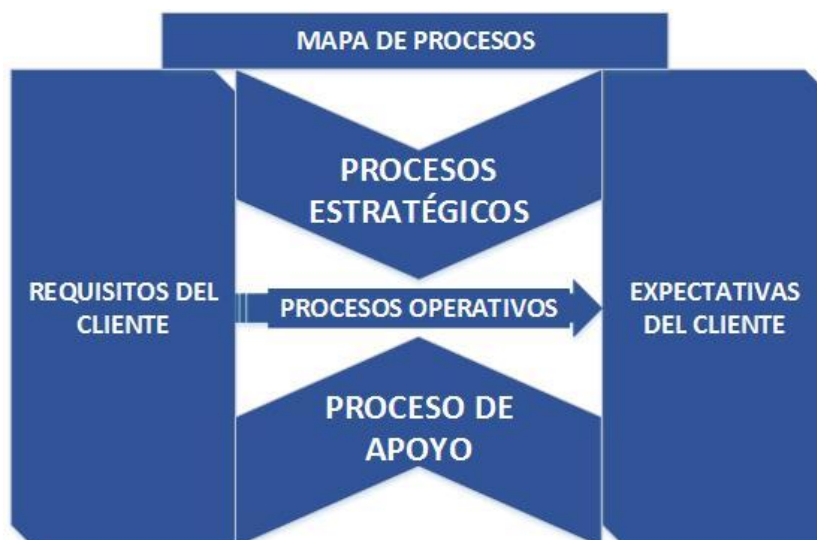 MAPA DE PROCESOS
PROCESOS
ESTRATÉGICOS
REQUISITOS DEL
CLIENTE
PROCESOS OPERATIVOS
EXPECTATIVAS
DEL CLIENTE
PROCESO DE
APOYO